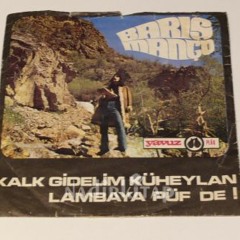 BARIŞ
MANÇO
yavuz
KALK GİDELİM KÜHEYLAN
LAMBAYA PÜF DE!